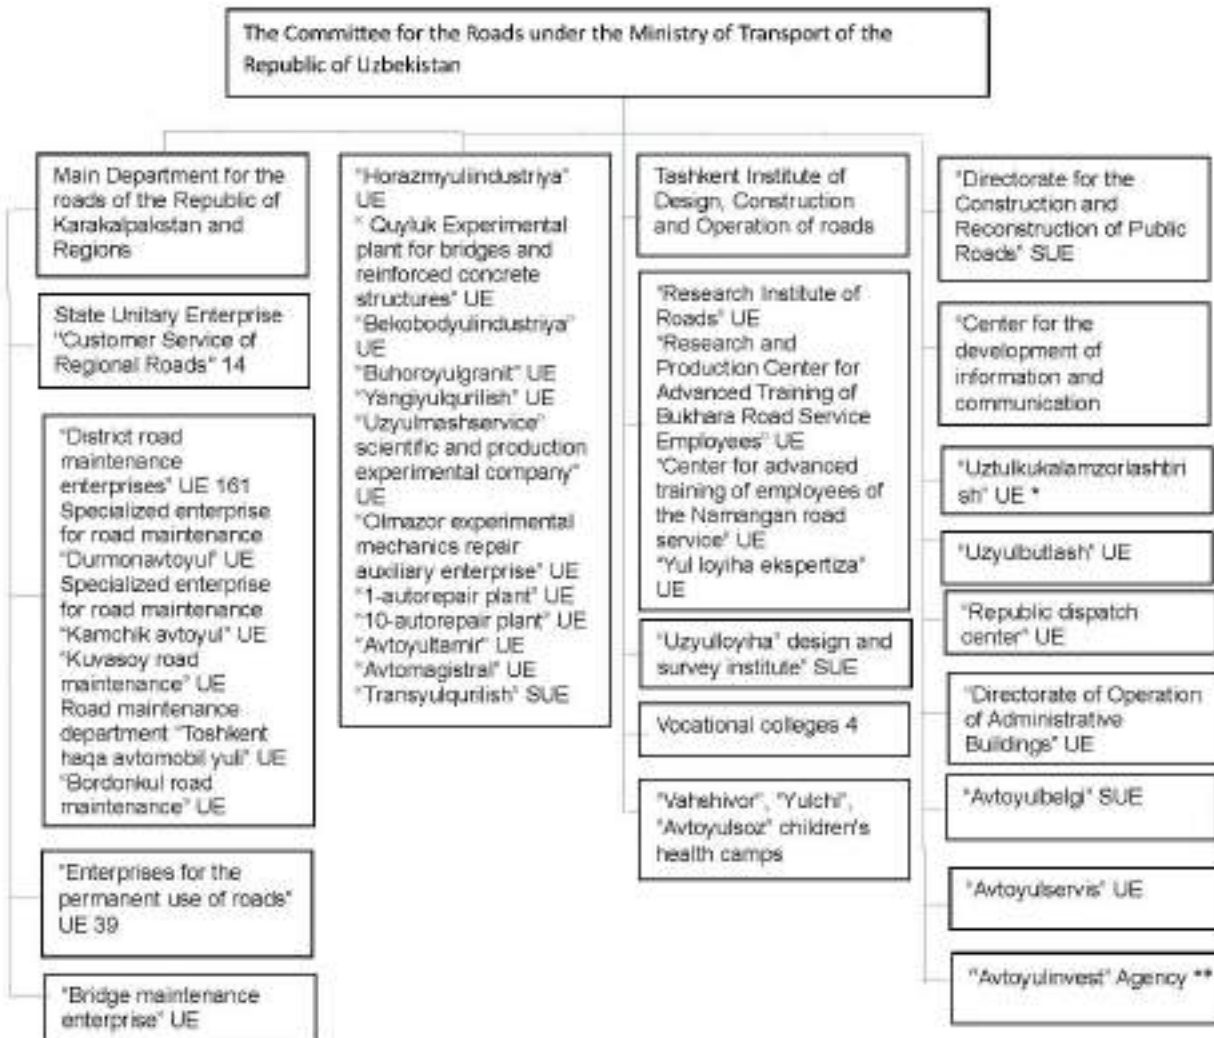 The Committee for the Roads under the Ministry of Transport of the
Republic of Uzbekistan
Main Department for the
roads of the Republic of
Karakalpakstan and
Regions
State Unitary Enterprise
"Customer Service of
Regional Roads" 14
"District road
maintenance
enterprises" UE 161
Specialized enterprise
for road maintenance
"Durmonavtoyul" UE
Specialized enterprise
for road maintenance
"Kamchik avtoyul" UE
"Kuvasoy road
maintenance" UE
Road maintenance
department "Toshkent
haqa avtomobil yuli" UE
"Bordonkul road
maintenance" UE
"Enterprises for the
permanent use of roads"
UE 39
"Bridge maintenance
enterprise" UE
"Horazmyuliindustriya"
UE
" Quyluk Experimental
plant for bridges and
reinforced concrete
structures" UE
"Bekobodyulindustriya"
UE
"Buhoroyulgranit" UE
"Yangiyulqurilish" UE
"Uzyulmashservice"
scientific and production
experimental company"
UE
"Olmazor experimental
mechanics repair
auxiliary enterprise" UE
"1-autorepair plant" UE
"10-autorepair plant" UE
"Avtoyultamir" UE
"Avtomagistral" UE
"Transyulqurilish" SUE
Tashkent Institute of
Design, Construction
and Operation of roads
"Research Institute of
Roads" UE
"Research and
Production Center for
Advanced Training of
Bukhara Road Service
Employees" UE
"Center for advanced
training of employees of
the Namangan road
service" UE
"Yul loyiha ekspertiza"
UE
"Uzyulloyiha" design and
survey institute" SUE
Vocational colleges 4
"Vahshivor", "Yulchi",
"Avtoyulsoz" children's
health camps
"Directorate for the
Construction and
Reconstruction of Public
Roads" SUE
"Center for the
development of
information and
communication
"Uztulkukalamzorlashtiri
sh" UE *
"Uzyulbutlash" UE
"Republic dispatch
center" UE
"Directorate of Operation
of Administrative
Buildings" UE
"Avtoyulbelgi" SUE
"Avtoyulservis" UE
"Avtoyulinvest" Agency **